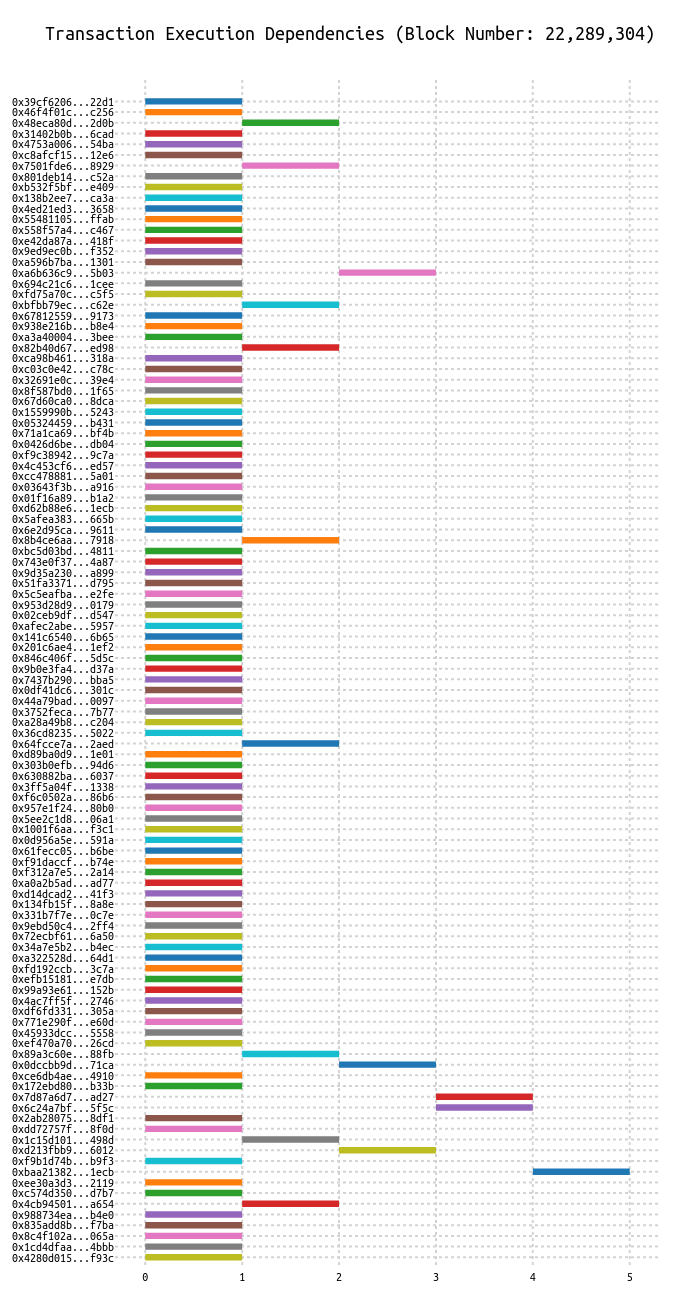 Transaction Execution Dependencies (Block Number: 22,289,304)
0x39cf6206...22d1
0x46f4f01c...c256
0x48eca80d...2d0b
0x31402b0b...6cad
0x4753a006...54ba
0xc8afcf15...12e6
0x7501fde6...8929
0x801deb14...c52a
0xb532f5bf...e409
0x138b2ee7...ca3a
0x4ed21ed3...3658
0x55481105...ffab
0x558f57a4...c467
0xe42da87a...418f
0x9ed9ec0b...f352
0xa596b7ba...1301
0xa6b636c9...5b03
0x694c21c6...1cee
0xfd75a70c...c5f5
0xbfbb79ec...c62e
0x67812559...9173
0x938e216b...b8e4
0xa3a40004...3bee
0x82b40d67...ed98
0xca98b461...318a
0xc03c0e42...c78c
0x32691e0c...39e4
0x8f587bd0...1f65
0x67d60ca0...8dca
0x1559990b...5243
0x05324459...b431
0x71a1ca69...bf4b
0x0426d6be...db04
0xf9c38942...9c7a
0x4c453cf6...ed57
0xcc478881...5a01
0x03643f3b...a916
0x01f16a89...b1a2
0xd62b88e6...1ecb
0x5afea383...665b
0x6e2d95ca...9611
0x8b4ce6aa...7918
0xbc5d03bd...4811
0x743e0f37...4a87
0x9d35a230...a899
0x51fa3371...d795
0x5c5eafba...e2fe
0x953d28d9...0179
0x02ceb9df...d547
0xafec2abe...5957
0x141c6540...6b65
0x201c6ae4...1ef2
0x846c406f...5d5c
0x9b0e3fa4...d37a
0x7437b290...bba5
0x0df41dc6...301c
0x44a79bad...0097
0x3752feca...7b77
0xa28a49b8...c204
0x36cd8235...5022
0x64fcce7a...2aed
0xd89ba0d9...1e01
0x303b0efb...94d6
0x630882ba...6037
0x3ff5a04f...1338
0xf6c0502a...86b6
0x957e1f24...80b0
0x5ee2c1d8...06a1
0x1001f6aa...f3c1
0x0d956a5e...591a
0x61fecc05...b6be
0xf91daccf...b74e
0xf312a7e5...2a14
0xa0a2b5ad...ad77
0xd14dcad2...41f3
0x134fb15f...8a8e
0x331b7f7e...0c7e
0x9ebd50c4...2ff4
0x72ecbf61...6a50
0x34a7e5b2...b4ec
0xa322528d...64d1
0xfd192ccb...3c7a
0xefb15181...e7db
0x99a93e61...152b
0x4ac7ff5f...2746
0xdf6fd331...305a
0x771e290f...e60d
0x45933dcc...5558
0xef470a70...26cd
0x89a3c60e...88fb
0x0dccbb9d...71ca
0xce6db4ae...4910
0x172ebd80...b33b
0x7d87a6d7...ad27
0x6c24a7bf...5f5c
0x2ab28075...8df1
0xdd72757f...8f0d
0x1c15d101...498d
0xd213fbb9...6012
0xf9b1d74b...b9f3
0xbaa21382...1ecb
0xee30a3d3...2119
0xc574d350...d7b7
0x4cb94501...a654
0x988734ea...b4e0
0x835add8b...f7ba
0x8c4f102a...065a
0x1cd4dfaa...4bbb
0x4280d015...f93c
0 1 2 3 4 5